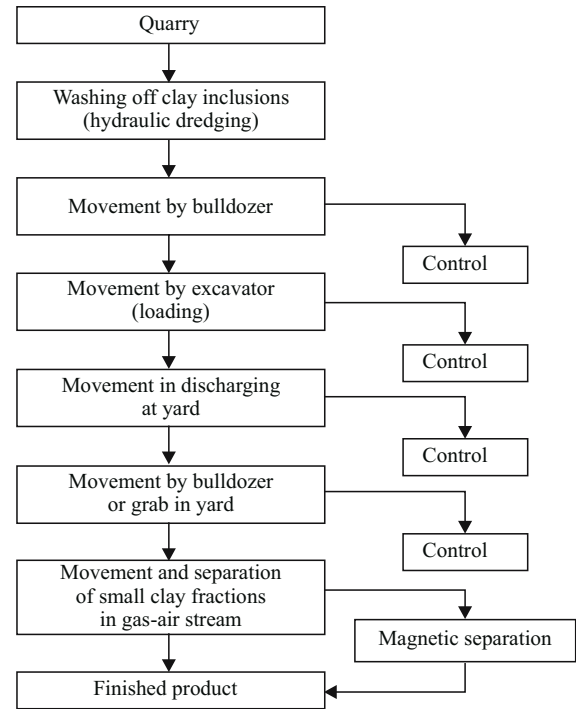 Quarry
Washing off clay inclusions
(hydraulic dredging)
Movement by bulldozer
Control
Movement by excavator
(loading)
Control
Movement in discharging
at yard
Control
Movement by bulldozer
or grab in yard
Control
Movement and separation
of small clay fractions
in gas-air stream
Magnetic separation
Finished product